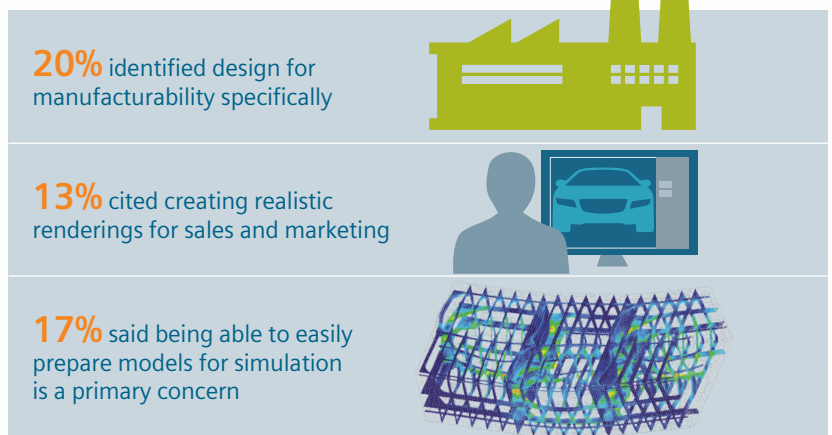 20% identified design for
manufacturability specifically
13% cited creating realistic
renderings for sales and marketing
17% said being able to easily
prepare models for simulation
is a primary concern